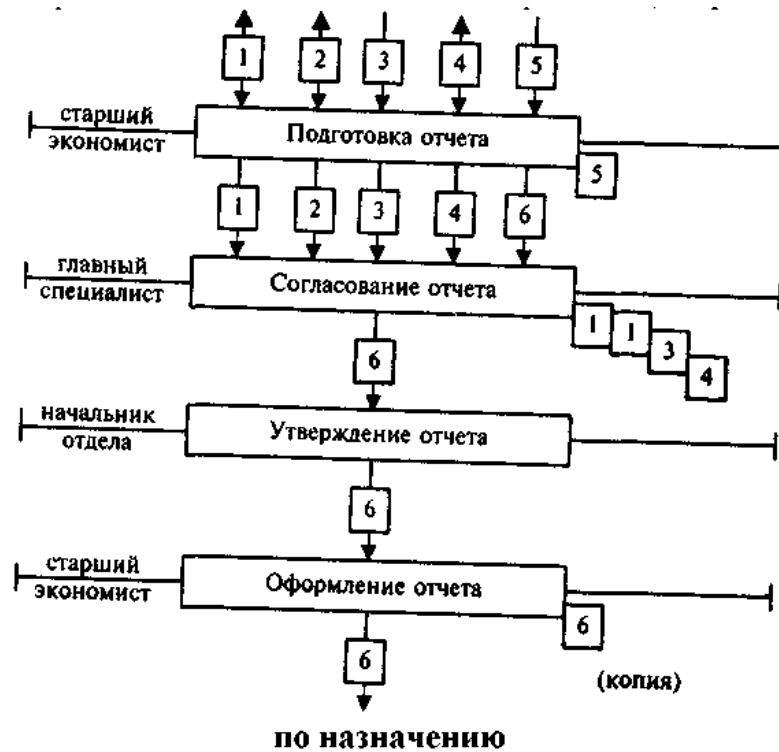 1 2 3 4 5
старший
экономист
Подготовка отчета
5
1 2 3 4 6
главный
специалист
Согласование отчета
1 1 3 4
6
начальник
отдела
Утверждение отчета
6
старший
экономист
Оформление отчета
6
6
(копия)
по назначению